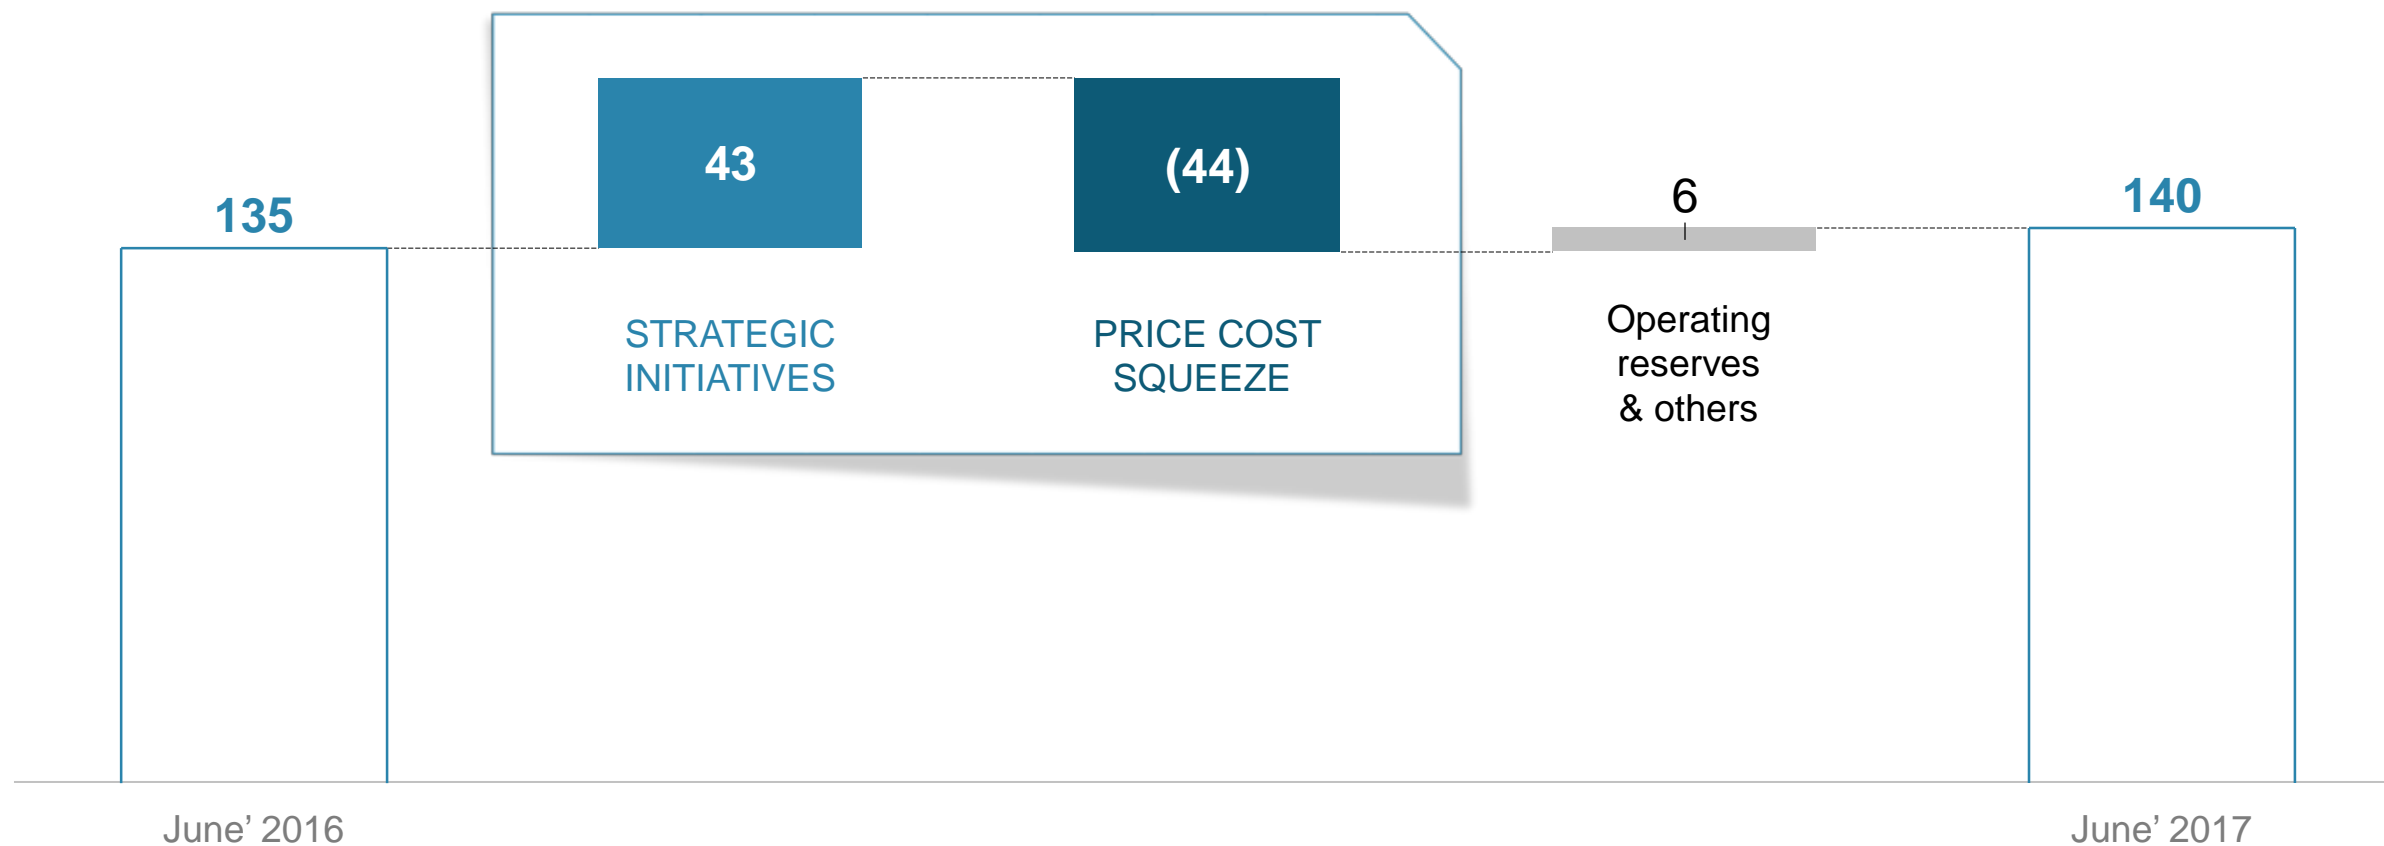 135
43
(44)
6
140
STRATEGIC
INITIATIVES
PRICE COST
SQUEEZE
Operating
reserves
& others
June’ 2016
June’ 2017